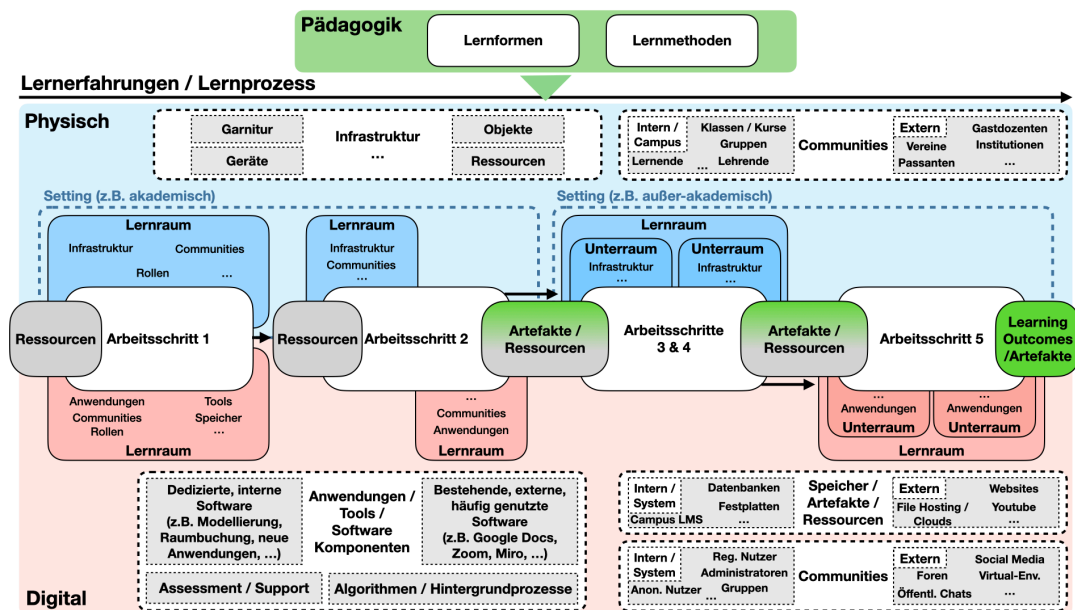 Pädagogik
Lernformen
Lernmethoden
Lernerfahrungen / Lernprozess
Physisch
Garnitur
Geräte
Infrastruktur
...
Objekte
Ressourcen
Intern /
Campus
Klassen / Kurse
Gruppen
Lernende
...
Lehrende
Communities
Extern
Vereine
Passanten
Gastdozenten
Institutionen
...
Setting (z.B. akademisch)
Setting (z.B. außer-akademisch)
Lernraum
Infrastruktur
Communities
Rollen
...
Lernraum
Infrastruktur
Communities
...
Lernraum
Unterraum
Infrastruktur
...
Unterraum
Infrastruktur
...
Ressourcen
Arbeitsschritt 1
Ressourcen
Arbeitsschritt 2
Artefakte /
Ressourcen
Arbeitsschritte
3 & 4
Artefakte /
Ressourcen
Arbeitsschritt 5
Learning
Outcomes
/Artefakte
Anwendungen
Tools
Communities
Speicher
Rollen
...
Lernraum
...
Communities
Anwendungen
Lernraum
...
Anwendungen
Unterraum
...
Anwendungen
Unterraum
Lernraum
Dedizierte, interne
Software
(z.B. Modellierung,
Raumbuchung, neue
Anwendungen, ...)
Anwendungen /
Tools /
Software
Komponenten
Bestehende, externe,
häufig genutzte
Software
(z.B. Google Docs,
Zoom, Miro, ...)
Assessment / Support
Algorithmen / Hintergrundprozesse
Intern /
System
Campus LMS
Datenbanken
Festplatten
...
Speicher /
Artefakte /
Ressourcen
Extern
File Hosting /
Clouds
Websites
Youtube
...
Intern /
System
Anon. Nutzer
Reg. Nutzer
Administratoren
Gruppen
...
Communities
Extern
Foren
Öffentl. Chats
Social Media
Virtual-Env.
...
Digital